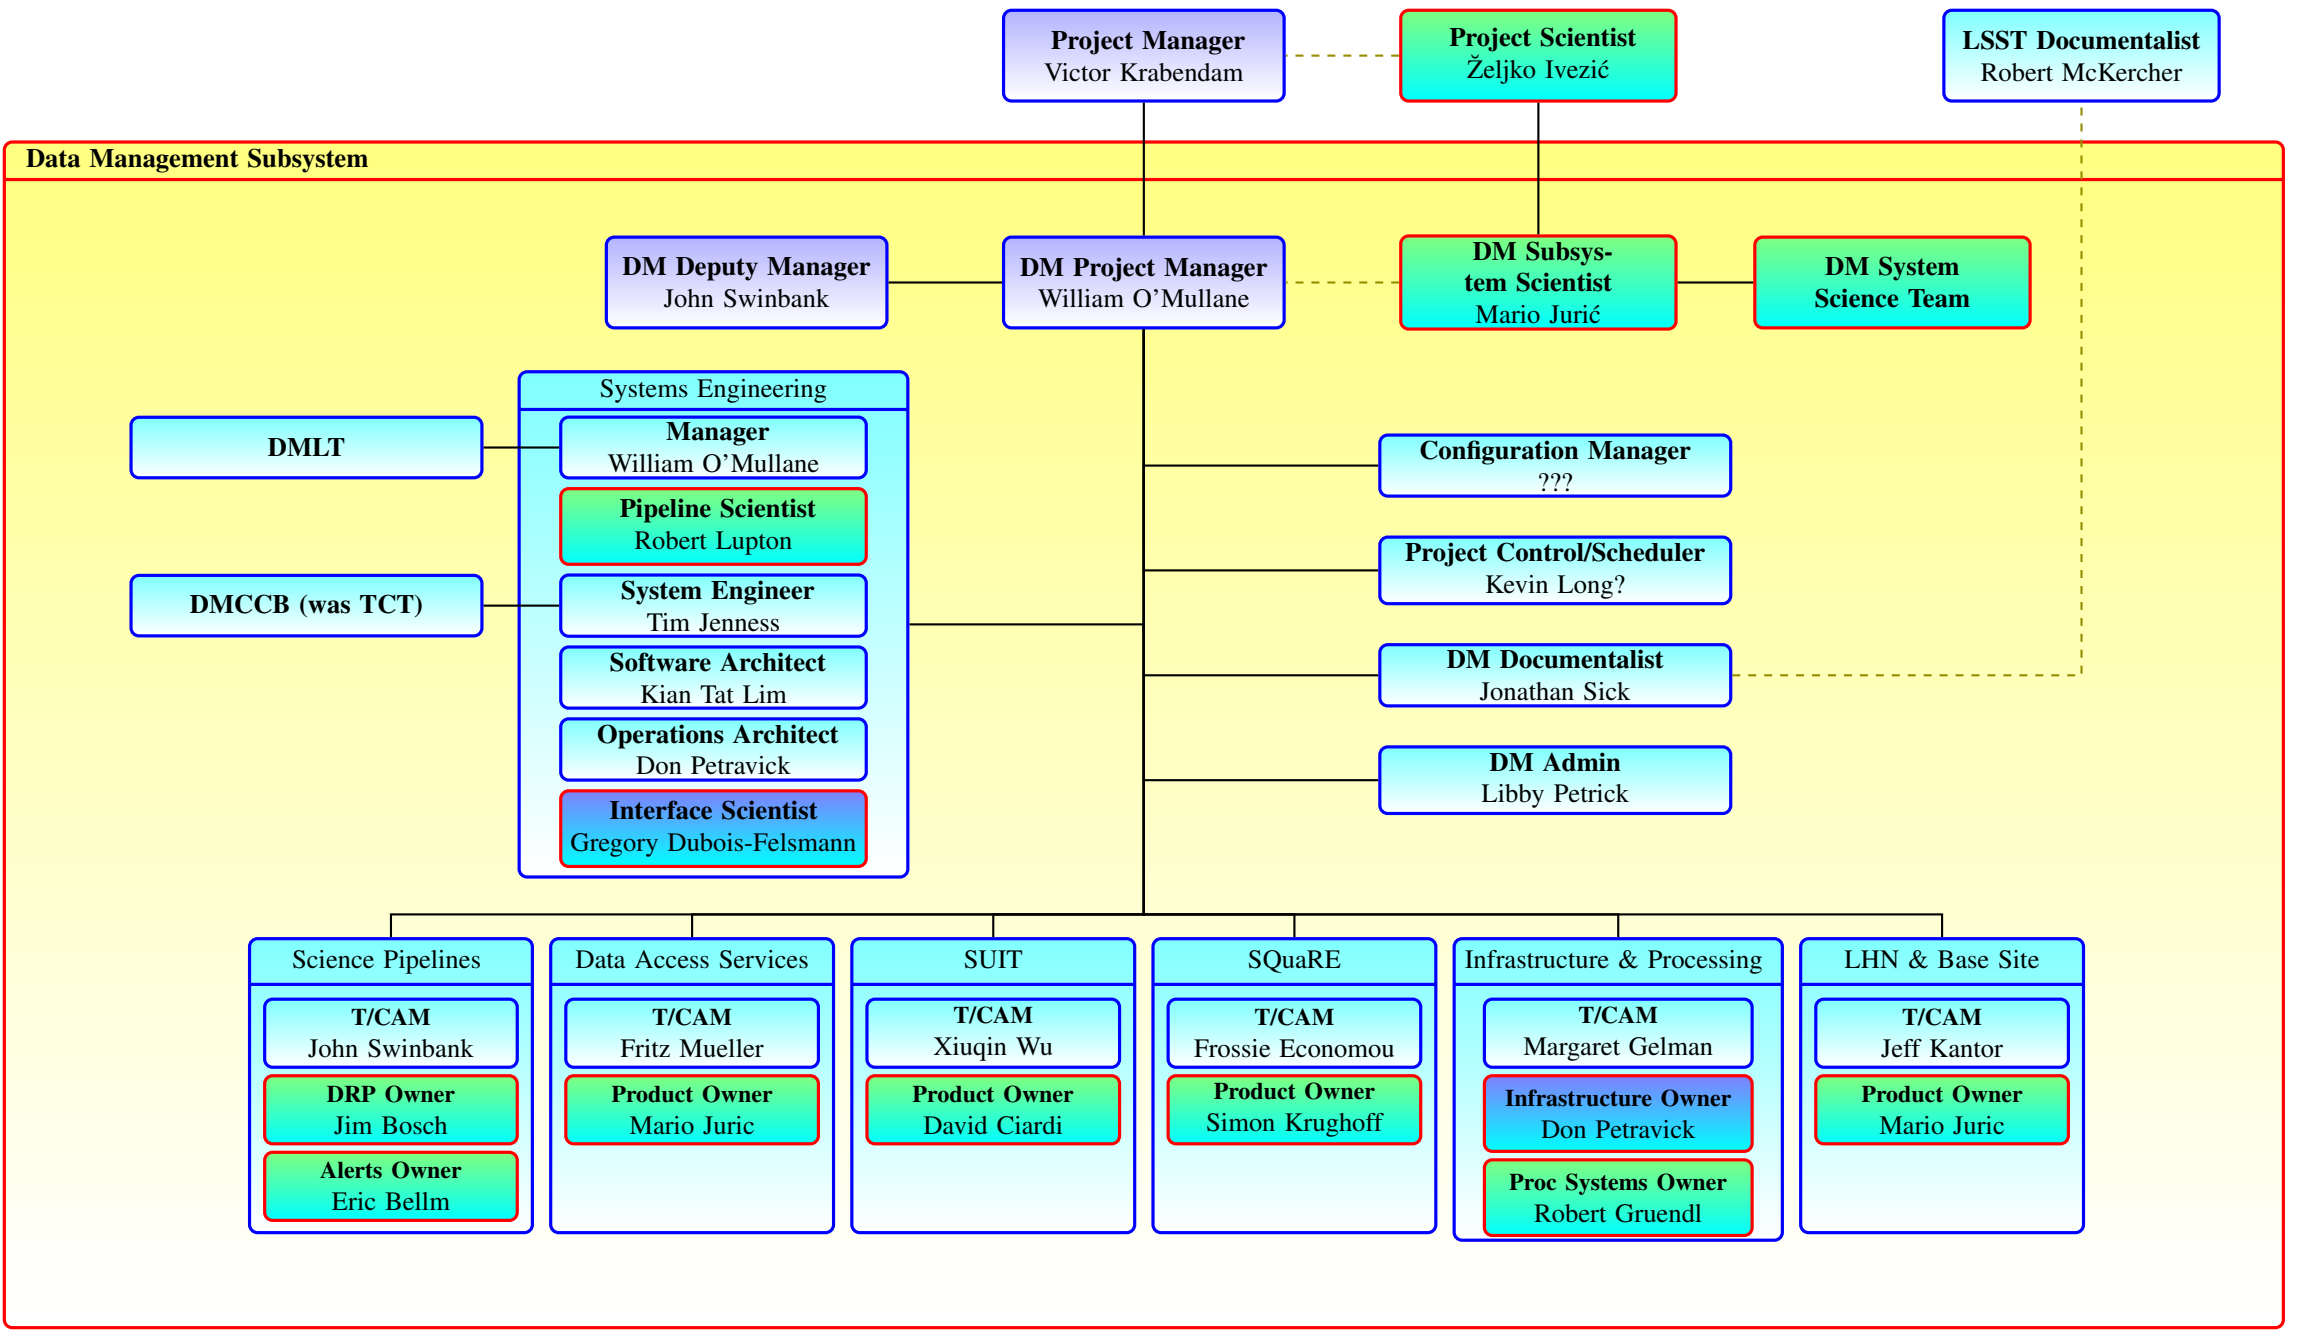 Project Manager
Victor Krabendam
Project Scientist
Željko Ivezić
LSST Documentalist
Robert McKercher
Data Management Subsystem
DM Deputy Manager
John Swinbank
DM Project Manager
William O'Mullane
DM Subsys-
tem Scientist
Mario Jurić
DM System
Science Team
Systems Engineering
DMLT
Manager
William O'Mullane
Pipeline Scientist
Robert Lupton
DMCCB (was TCT)
System Engineer
Tim Jenness
Software Architect
Kian Tat Lim
Operations Architect
Don Petravick
Interface Scientist
Gregory Dubois-Felsmann
Configuration Manager
???
Project Control/Scheduler
Kevin Long?
DM Documentalist
Jonathan Sick
DM Admin
Libby Petrick
Science Pipelines
T/CAM
John Swinbank
DRP Owner
Jim Bosch
Alerts Owner
Eric Bellm
Data Access Services
T/CAM
Fritz Mueller
Product Owner
Mario Juric
SUIT
T/CAM
Xiuqin Wu
Product Owner
David Ciardi
SQuaRE
T/CAM
Frossie Economou
Product Owner
Simon Krughoff
Infrastructure & Processing
T/CAM
Margaret Gelman
Infrastructure Owner
Don Petravick
Proc Systems Owner
Robert Gruendl
LHN & Base Site
T/CAM
Jeff Kantor
Product Owner
Mario Juric